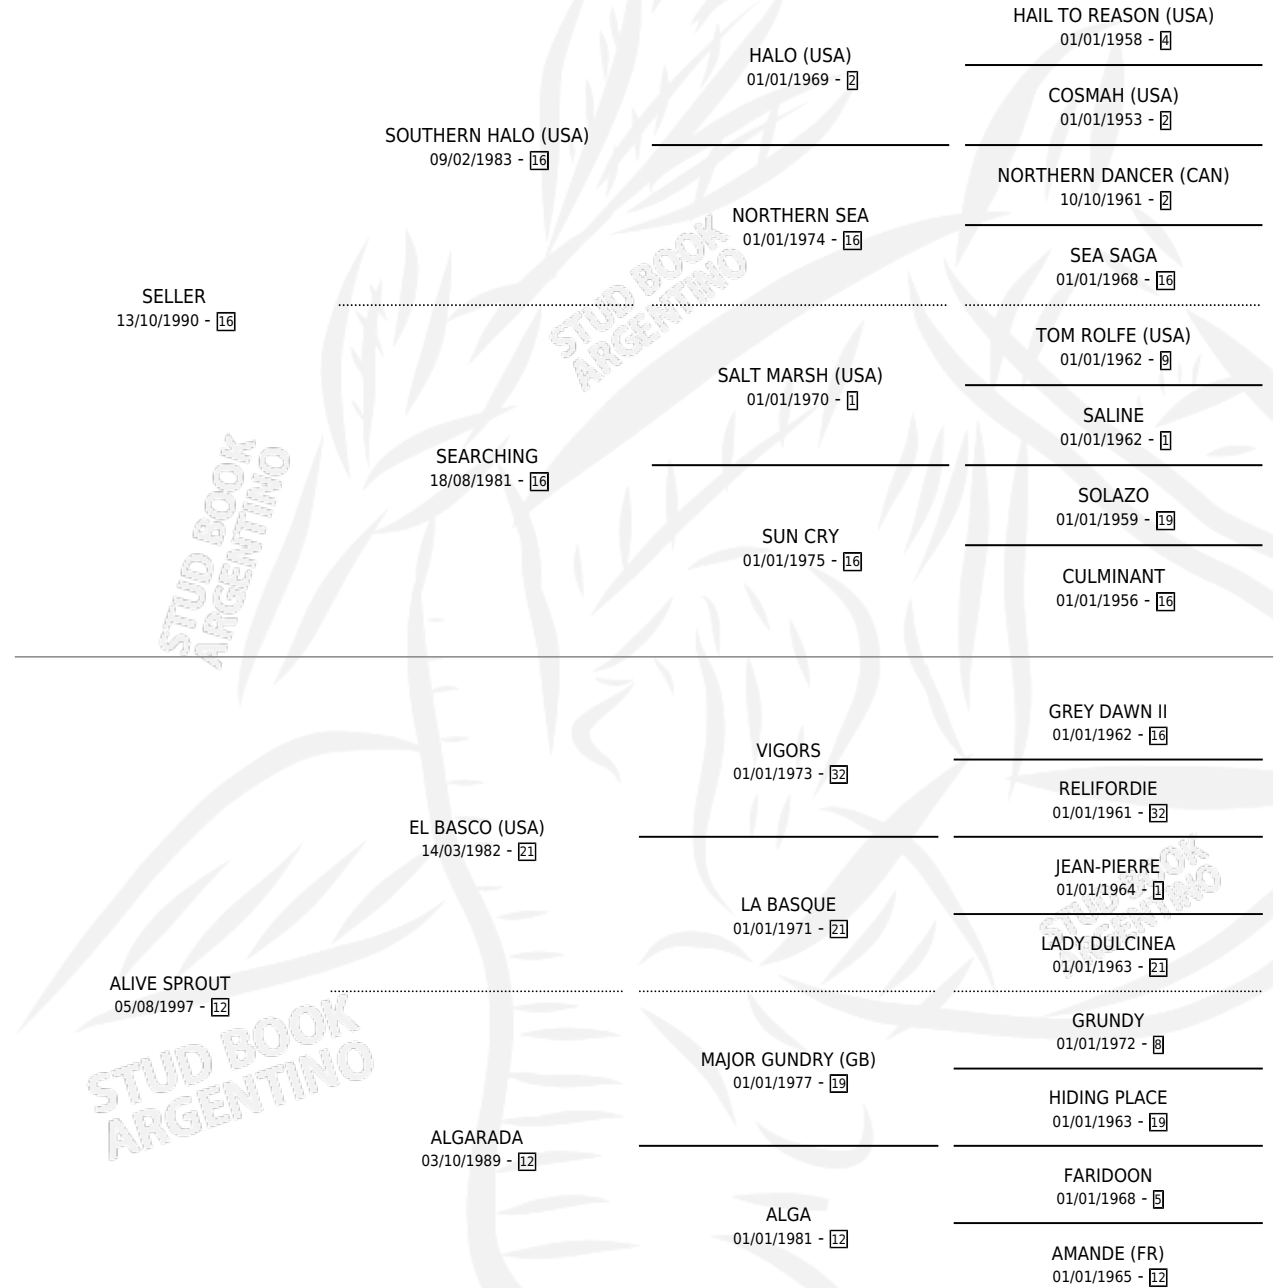 HAIL TO REASON (USA)
01/01/1958 - 4
HALO (USA)
01/01/1969 - 2
COSMAH (USA)
01/01/1953 - 2
SOUTHERN HALO (USA)
09/02/1983 - 16
NORTHERN DANCER (CAN)
10/10/1961 - 2
NORTHERN SEA
01/01/1974 - 16
SEA SAGA
01/01/1968 - 16
SELLER
13/10/1990 - 16
STUD BOOK
ARGENTINO
TOM ROLFE (USA)
01/01/1962 - 9
SALT MARSH (USA)
01/01/1970 - 1
SALINE
01/01/1962 - 1
SEARCHING
18/08/1981 - 16
SOLAZO
01/01/1959 - 19
SUN CRY
01/01/1975 - 16
CULMINANT
01/01/1956 - 16
STUD BOOK
ARGENTINO
GREY DAWN II
01/01/1962 - 16
VIGORS
01/01/1973 - 32
RELIFORDIE
01/01/1961 - 32
EL BASCO (USA)
14/03/1982 - 21
JEAN-PIERRE
01/01/1964 - 1
LA BASQUE
01/01/1971 - 21
LADY DULCINEA
01/01/1963 - 21
STUD BOOK
ARGENTINO
ALIVE SPROUT
05/08/1997 - 12
STUD BOOK
ARGENTINO
GRUNDY
01/01/1972 - 8
MAJOR GUNDRY (GB)
01/01/1977 - 19
HIDING PLACE
01/01/1963 - 19
ALGARADA
03/10/1989 - 12
FARIDOON
01/01/1968 - 5
ALGA
01/01/1981 - 12
AMANDE (FR)
01/01/1965 - 12